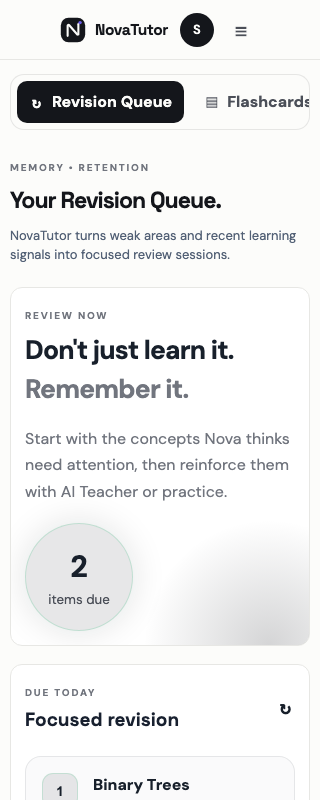 N NovaTutor S
Revision Queue Flashcards
MEMORY • RETENTION
Your Revision Queue.
NovaTutor turns weak areas and recent learning
signals into focused review sessions.
REVIEW NOW
Don't just learn it.
Remember it.
Start with the concepts Nova thinks
need attention, then reinforce them
with AI Teacher or practice.
2
items due
DUE TODAY
Focused revision
1 Binary Trees